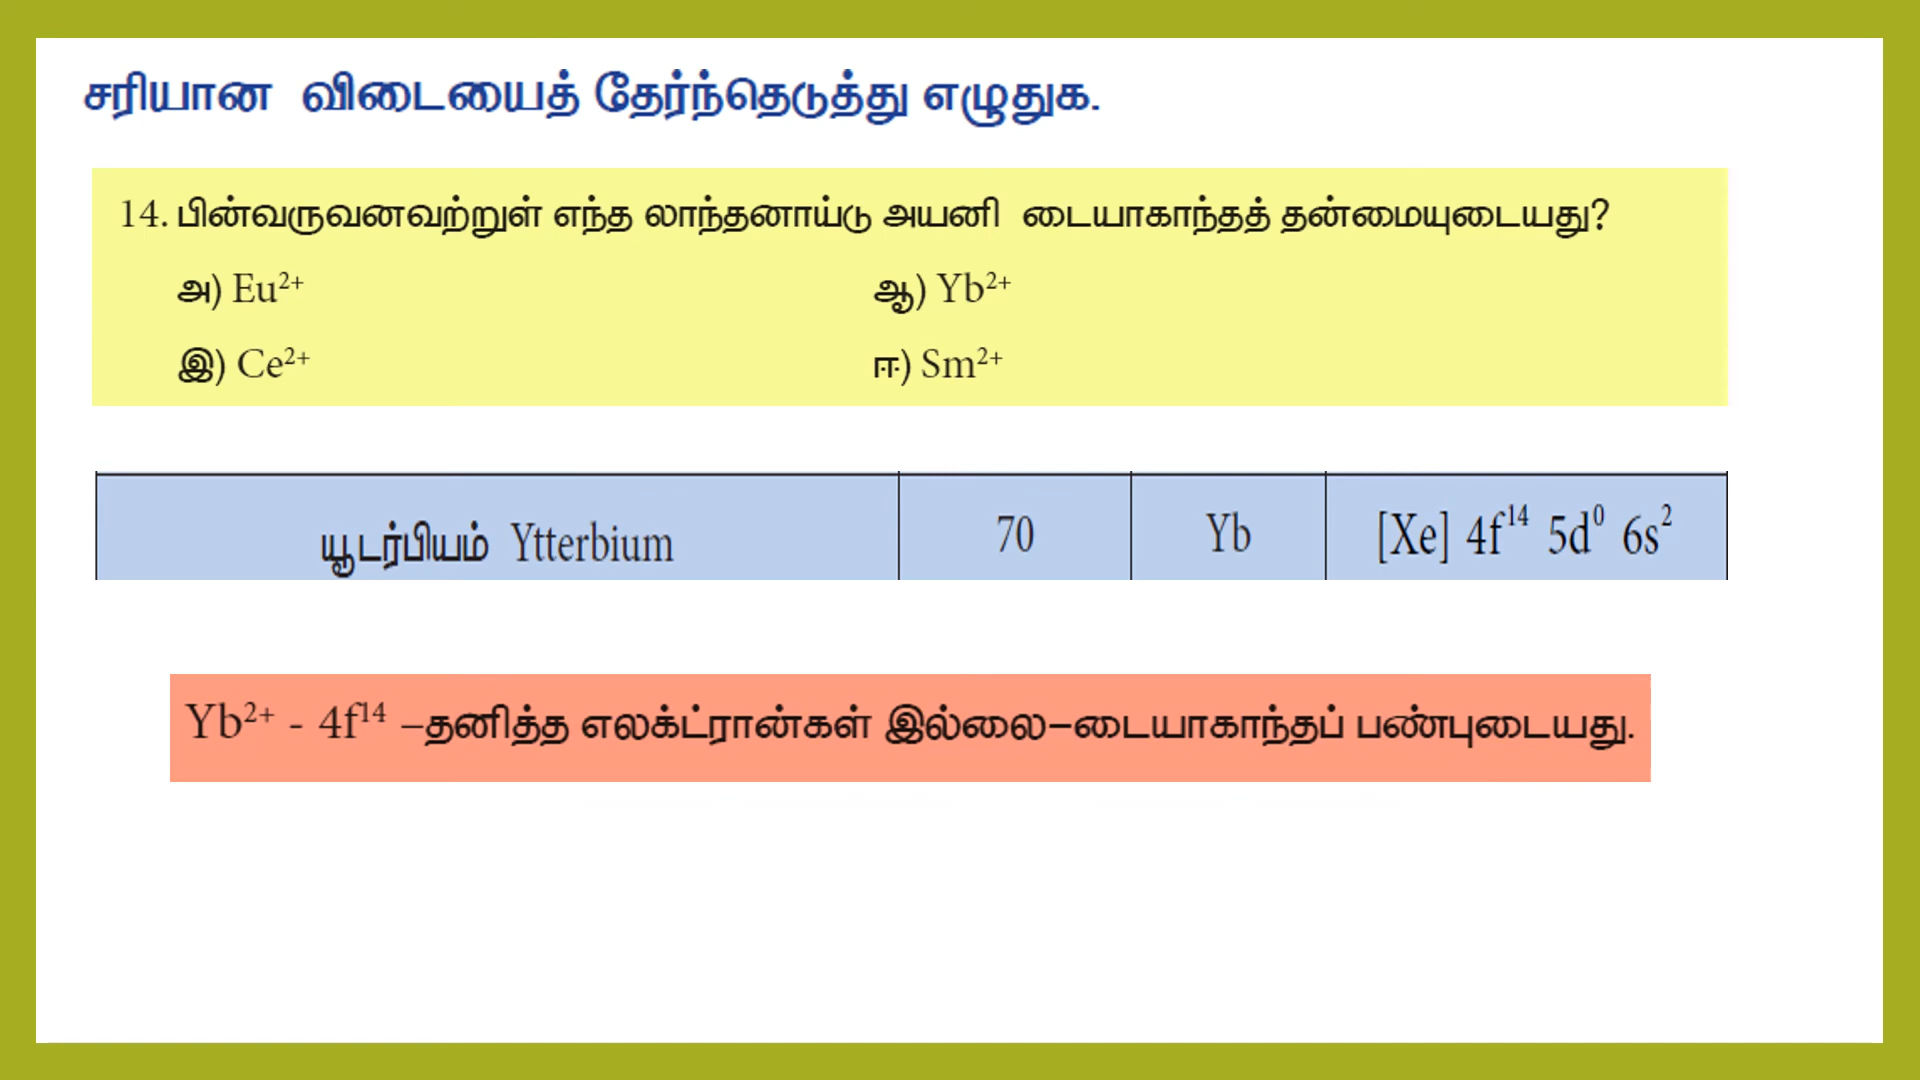 சரியான விடையைத் தேர்ந்தெடுத்து எழுதுக.
14. பின்வருவனவற்றுள் எந்த லாந்தனாய்டு அயனி டையாகாந்தத் தன்மையுடையது?
அ) Eu²⁺ ஆ) Yb²⁺
இ) Ce²⁺ ஈ) Sm²⁺
யூடர்பியம் Ytterbium 70 Yb [Xe] 4f¹⁴ 5d⁰ 6s²
Yb²⁺ - 4f¹⁴ –தனித்த எலக்ட்ரான்கள் இல்லை–டையாகாந்தப் பண்புடையது.